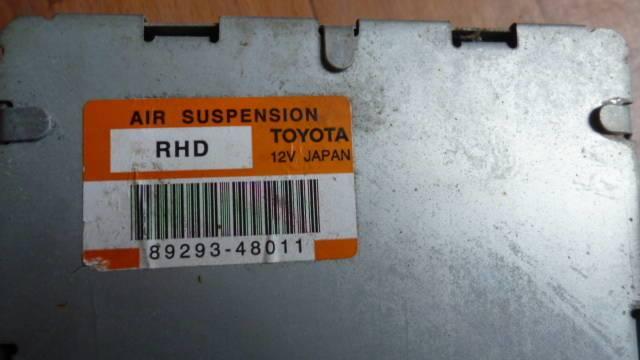 AIR SUSPENSION
RHD
TOYOTA
12V JAPAN
89293-48011